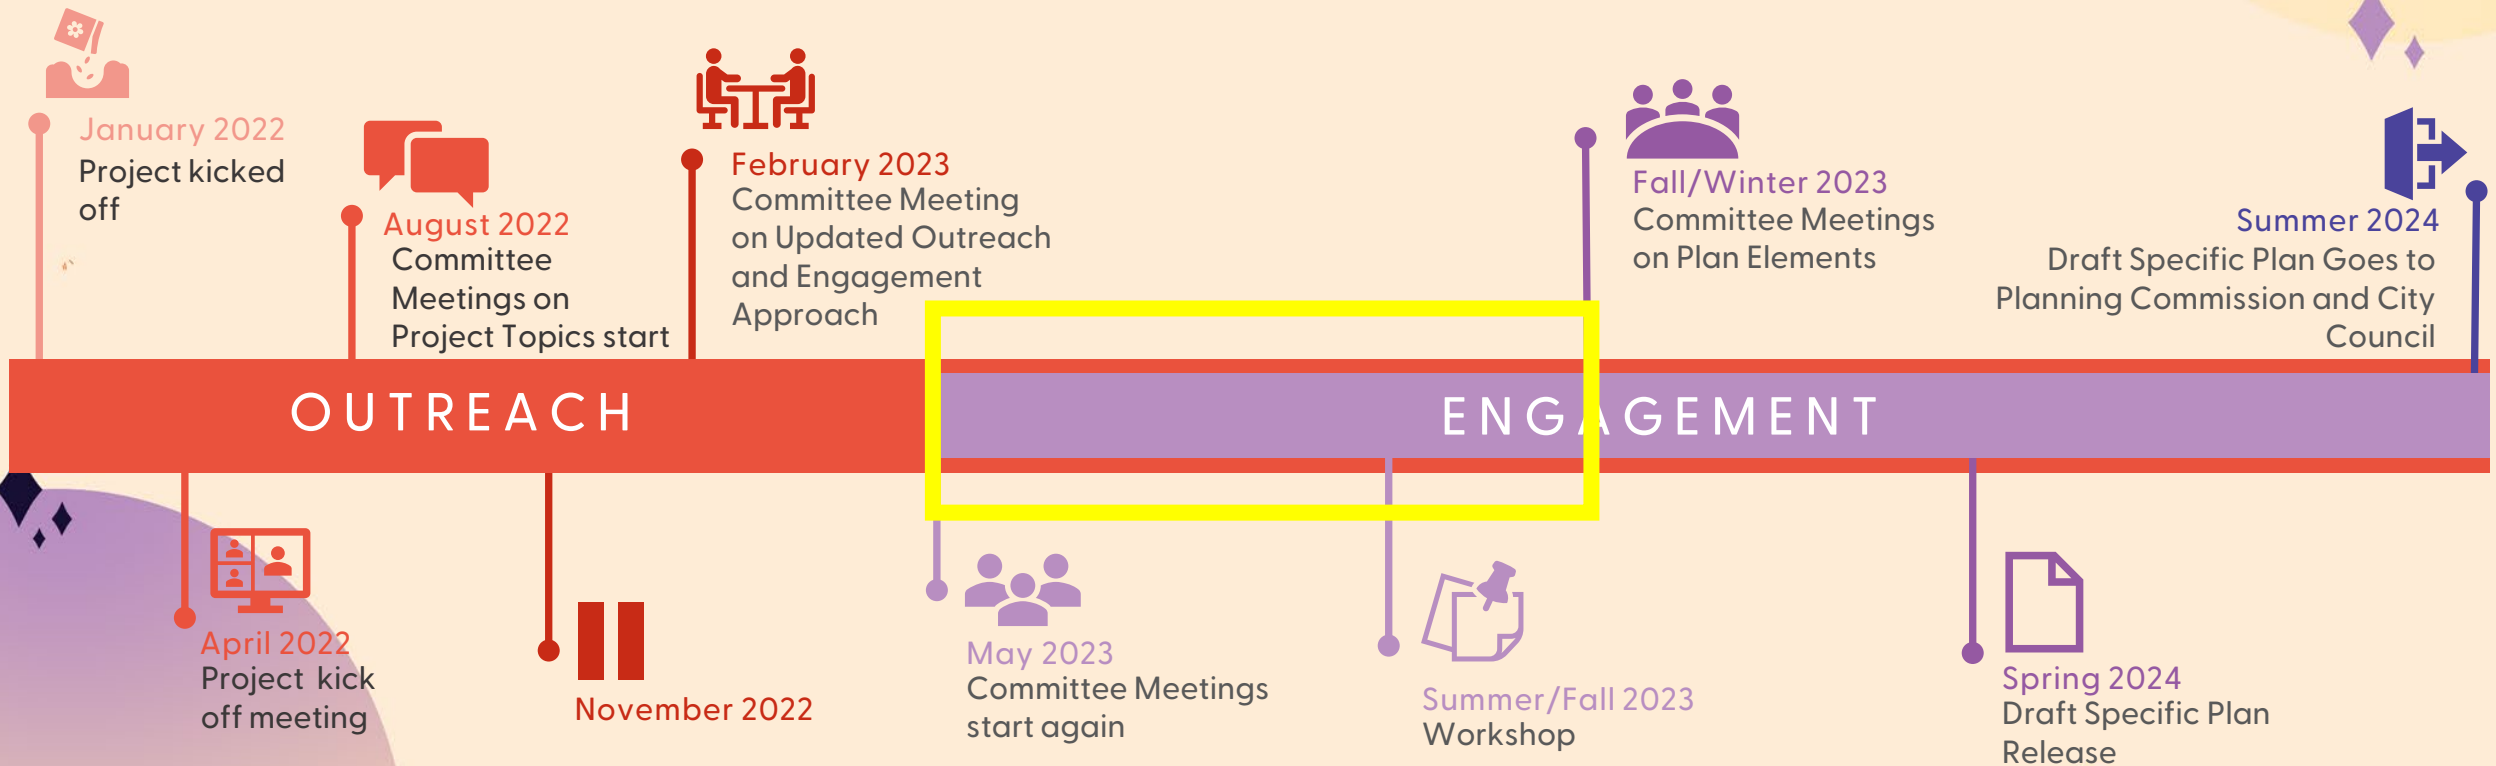 January 2022
Project kicked
off
August 2022
Committee
Meetings on
Project Topics start
February 2023
Committee Meeting
on Updated Outreach
and Engagement
Approach
Fall/Winter 2023
Committee Meetings
on Plan Elements
Summer 2024
Draft Specific Plan Goes to
Planning Commission and City
Council
OUTREACH
ENGAGEMENT
April 2022
Project kick
off meeting
November 2022
May 2023
Committee Meetings
start again
Summer/Fall 2023
Workshop
Spring 2024
Draft Specific Plan
Release